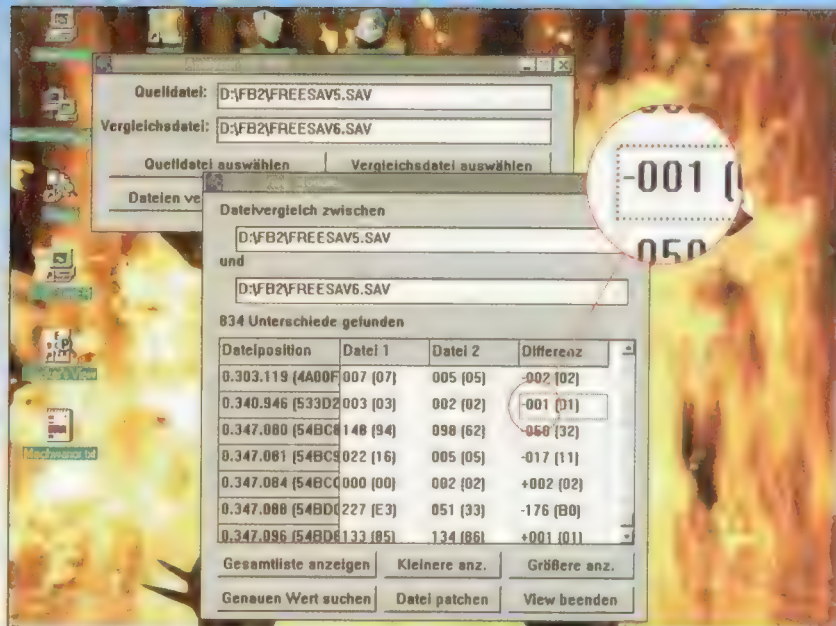 Quelldatei: D:\FB2\FREESAV5.SAV
Vergleichsdatei: D:\FB2\FREESAV6.SAV
Quelldatei auswählen Vergleichsdatei auswählen
Dateien ve
Dateivergleich zwischen
D:\FB2\FREESAV5.SAV
und
D:\FB2\FREESAV6.SAV
834 Unterschiede gefunden
Dateiposition Datei 1 Datei 2 Differenz
0.303.119 (4A00F 007 (07) 005 (05) -002 (02)
0.340.946 (533D2 003 (03) 002 (02) -001 (01)
0.347.080 (54BC8 148 (94) 098 (62) -050 (32)
0.347.081 (54BC9 022 (16) 005 (05) -017 (11)
0.347.084 (54BCC 000 (00) 002 (02) +002 (02)
0.347.088 (54BD0 227 (E3) 051 (33) -176 (B0)
0.347.096 (54BD8 133 (85) 134 (86) +001 (01)
Gesamtliste anzeigen Kleinere anz. Größere anz.
Genauen Wert suchen Datei patchen View beenden
-001 (
050